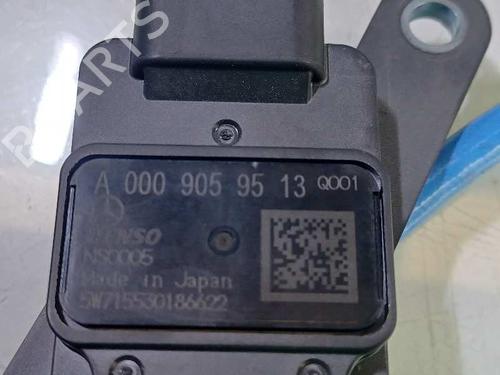 A 000 905 95 13 Q001
DENSO
NS0005
Made in Japan
5W715530186622